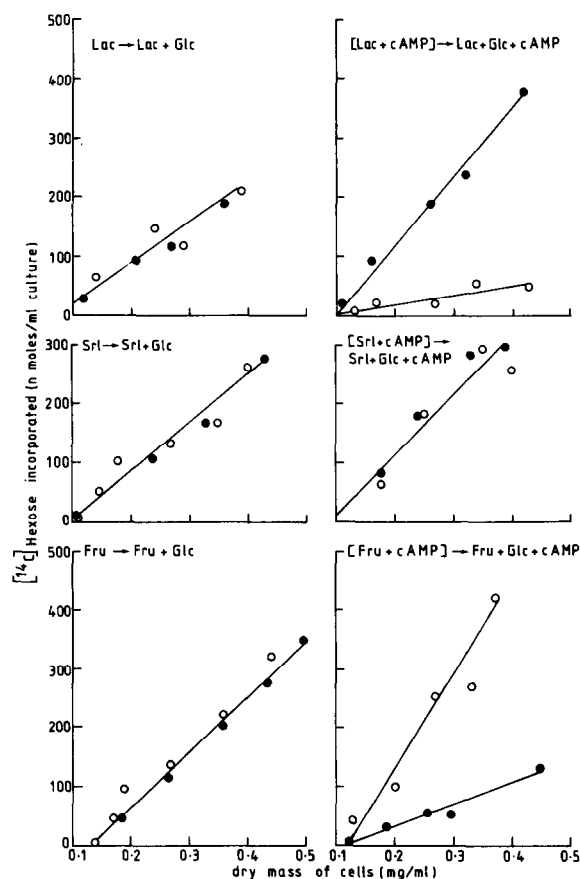 500
400
300
200
100
0
Lac → Lac + Glc
[Lac + cAMP] → Lac + Glc + cAMP
300
200
100
0
Srl → Srl + Glc
[Srl + cAMP] →
Srl + Glc + cAMP
500
400
300
200
100
0
Fru → Fru + Glc
[Fru + cAMP] → Fru + Glc + cAMP
0.1 0.2 0.3 0.4 0.5
0.1 0.2 0.3 0.4 0.5
dry mass of cells (mg/ml)
[14C] Hexose incorporated (n moles/ml culture)